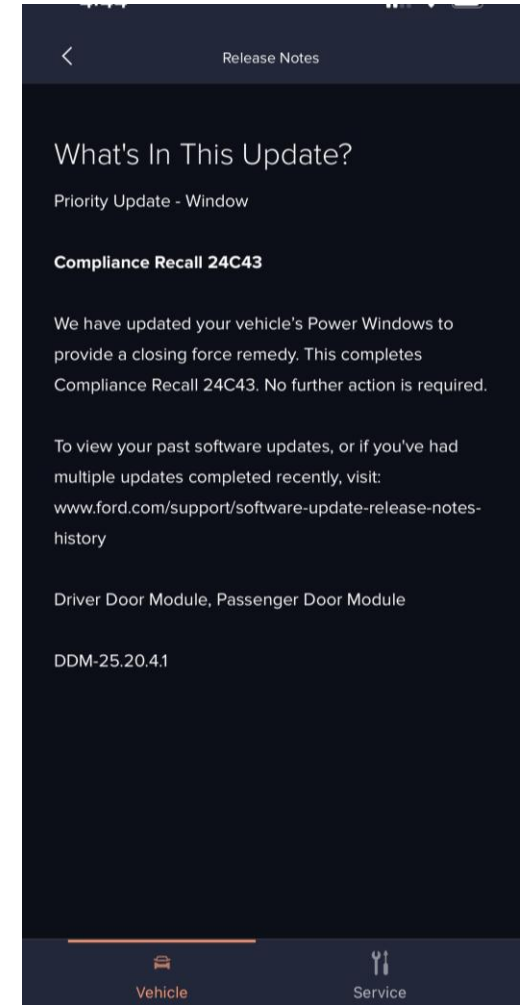 Release Notes
What's In This Update?
Priority Update - Window
Compliance Recall 24C43
We have updated your vehicle's Power Windows to
provide a closing force remedy. This completes
Compliance Recall 24C43. No further action is required.
To view your past software updates, or if you've had
multiple updates completed recently, visit:
www.ford.com/support/software-update-release-notes-
history
Driver Door Module, Passenger Door Module
DDM-25.20.4.1
Vehicle
Service